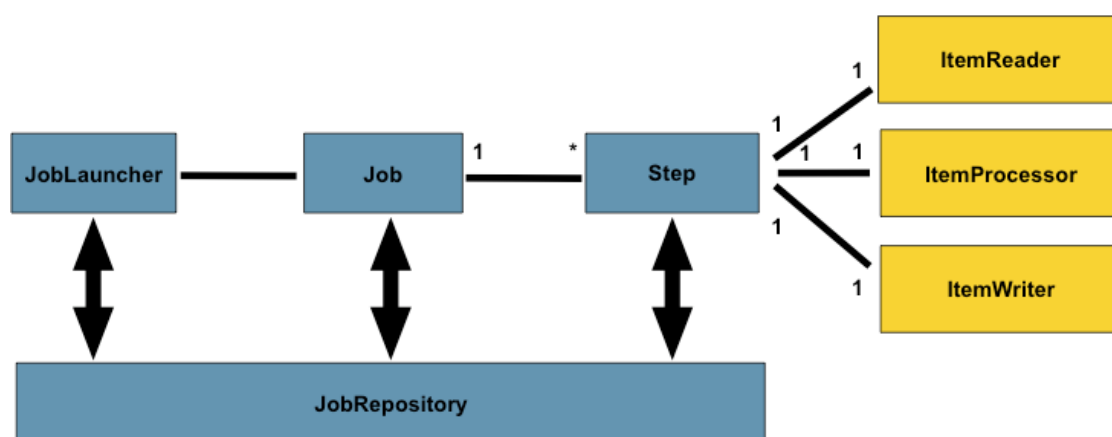 ItemReader
1
1
JobLauncher
Job
1
*
Step
1
1
ItemProcessor
1
1
ItemWriter
JobRepository